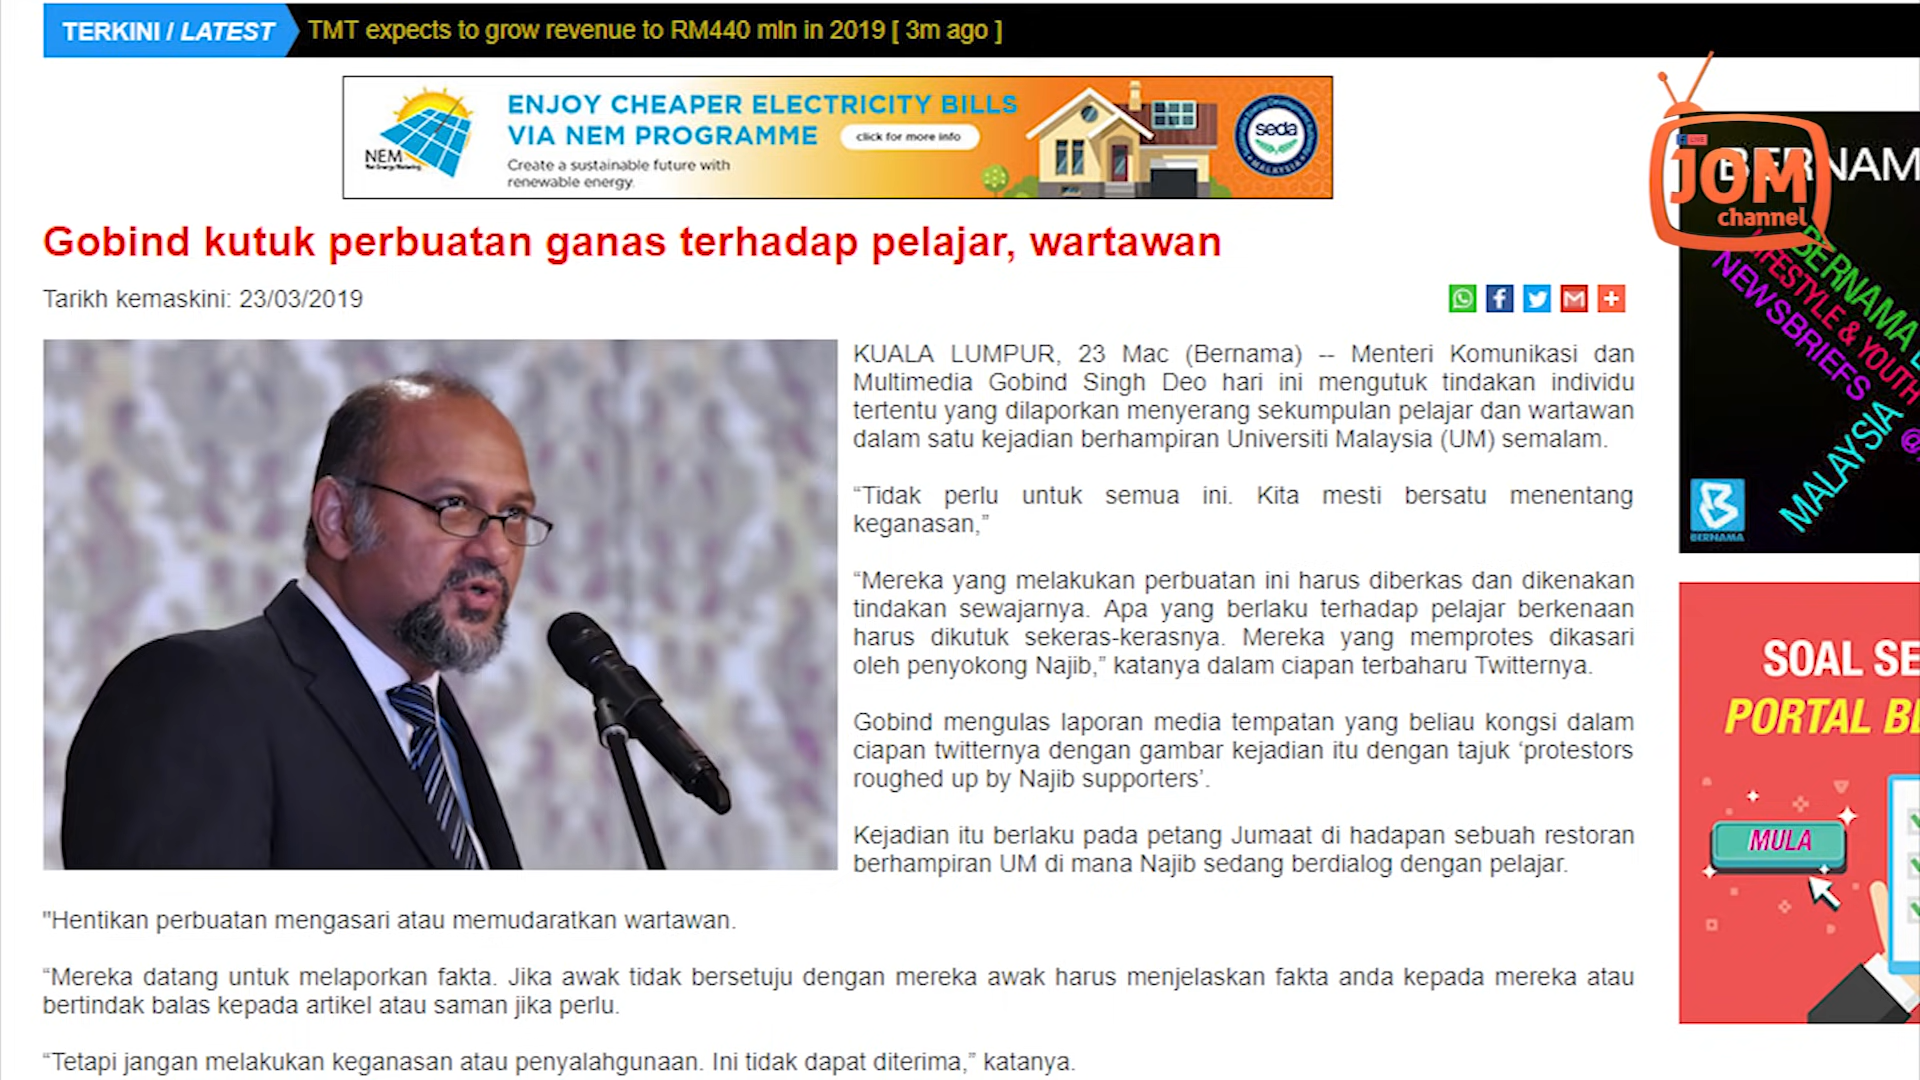 TERKINI / LATEST
TMT expects to grow revenue to RM440 mln in 2019 [ 3m ago ]
ENJOY CHEAPER ELECTRICITY BILLS
VIA NEM PROGRAMME
click for more info
Create a sustainable future with
renewable energy.
NEM
Net Energy Metering
seda
MALAYSIA
LIVE
JOM
channel
BERNAM
Gobind kutuk perbuatan ganas terhadap pelajar, wartawan
Tarikh kemaskini: 23/03/2019
KUALA LUMPUR, 23 Mac (Bernama) -- Menteri Komunikasi dan
Multimedia Gobind Singh Deo hari ini mengutuk tindakan individu
tertentu yang dilaporkan menyerang sekumpulan pelajar dan wartawan
dalam satu kejadian berhampiran Universiti Malaysia (UM) semalam.
“Tidak perlu untuk semua ini. Kita mesti bersatu menentang
keganasan,”
“Mereka yang melakukan perbuatan ini harus diberkas dan dikenakan
tindakan sewajarnya. Apa yang berlaku terhadap pelajar berkenaan
harus dikutuk sekeras-kerasnya. Mereka yang memprotes dikasari
oleh penyokong Najib,” katanya dalam ciapan terbaharu Twitternya.
Gobind mengulas laporan media tempatan yang beliau kongsi dalam
ciapan twitternya dengan gambar kejadian itu dengan tajuk ‘protestors
roughed up by Najib supporters’.
Kejadian itu berlaku pada petang Jumaat di hadapan sebuah restoran
berhampiran UM di mana Najib sedang berdialog dengan pelajar.
"Hentikan perbuatan mengasari atau memudaratkan wartawan.
“Mereka datang untuk melaporkan fakta. Jika awak tidak bersetuju dengan mereka awak harus menjelaskan fakta anda kepada mereka atau
bertindak balas kepada artikel atau saman jika perlu.
“Tetapi jangan melakukan keganasan atau penyalahgunaan. Ini tidak dapat diterima,” katanya.
BERNAMA
LIFESTYLE & YOUTH
NEWSBRIEFS
MALAYSIA
BERNAMA
SOAL SE
PORTAL BE
MULA